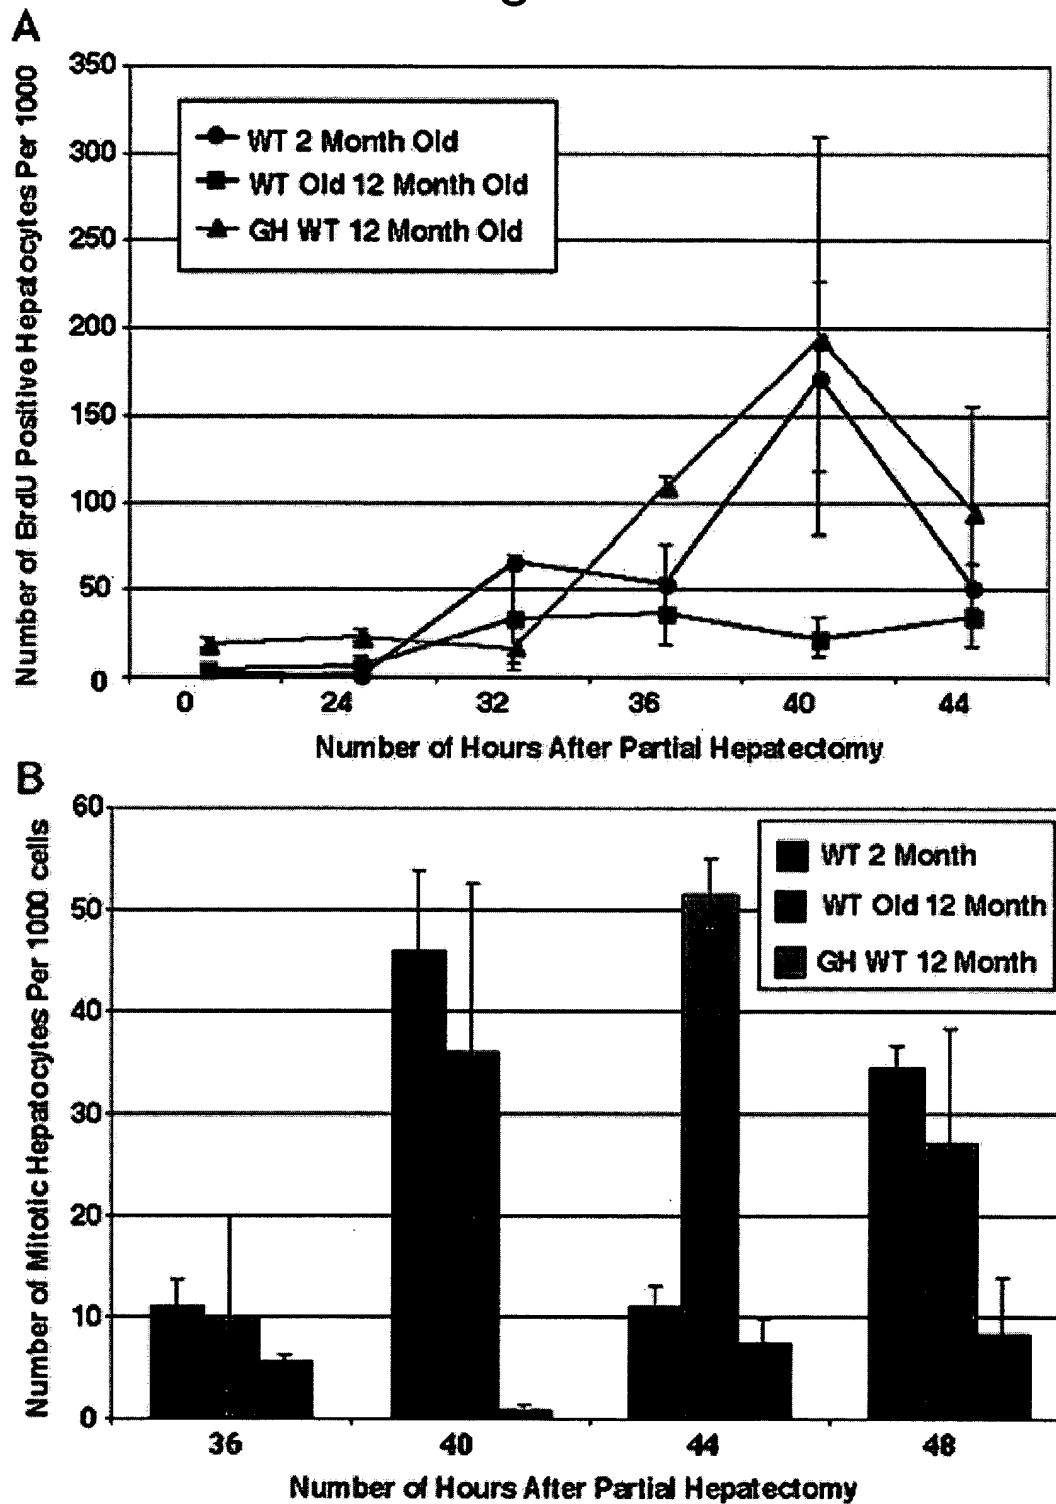 A
Number of BrdU Positive Hepatocytes Per 1000
350
300
250
200
150
100
50
0
WT 2 Month Old
WT Old 12 Month Old
GH WT 12 Month Old
0 24 32 36 40 44
Number of Hours After Partial Hepatectomy
B
Number of Mitotic Hepatocytes Per 1000 cells
60
50
40
30
20
10
0
WT 2 Month
WT Old 12 Month
GH WT 12 Month
36 40 44 48
Number of Hours After Partial Hepatectomy